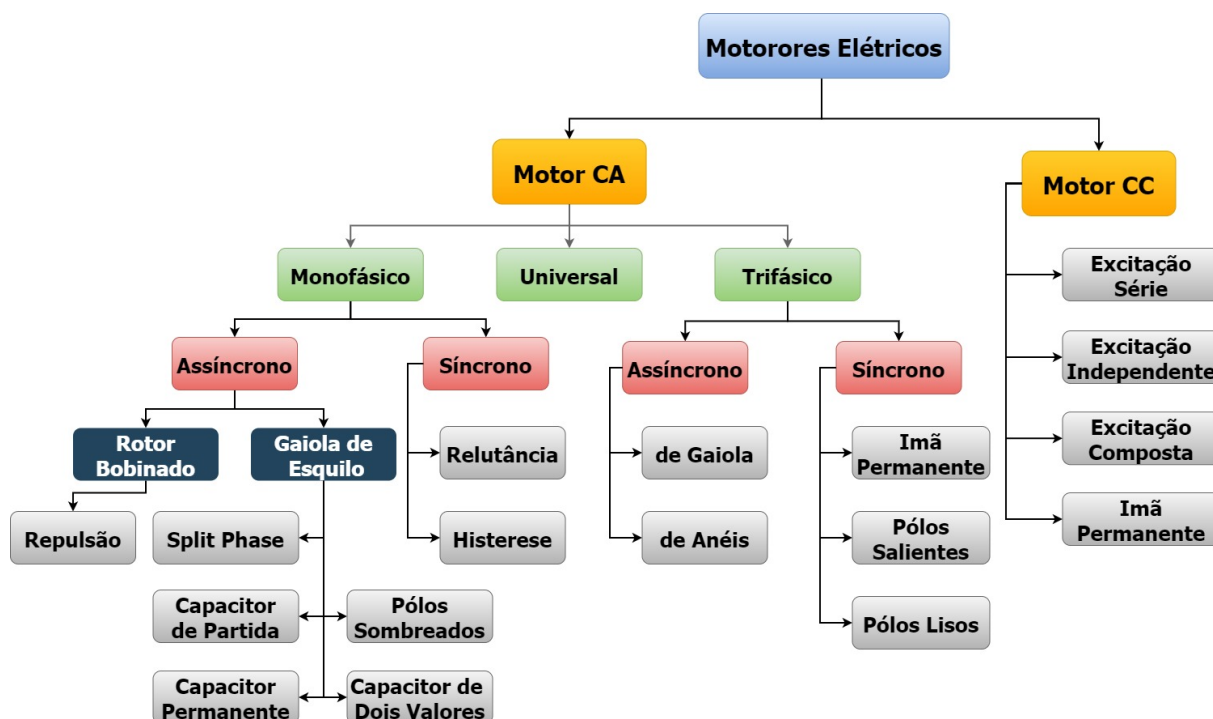 Motorores Elétricos
Motor CA
Motor CC
Monofásico
Universal
Trifásico
Excitação
Série
Assíncrono
Síncrono
Assíncrono
Síncrono
Excitação
Independente
Rotor
Bobinado
Gaiola de
Esquilo
Relutância
de Gaiola
Imã
Permanente
Excitação
Composta
Repulsão
Split Phase
Histerese
de Anéis
Pólos
Salientes
Imã
Permanente
Capacitor
de Partida
Pólos
Sombreados
Pólos Lisos
Capacitor
Permanente
Capacitor de
Dois Valores